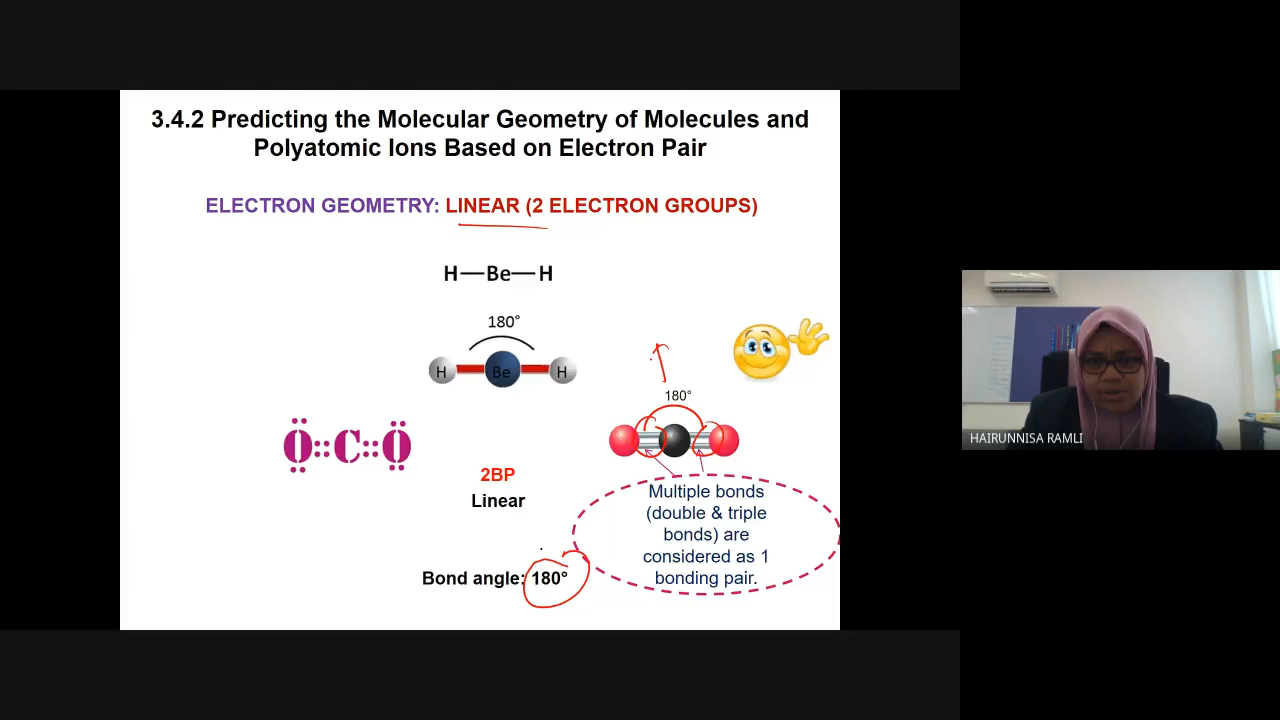 3.4.2 Predicting the Molecular Geometry of Molecules and
Polyatomic Ions Based on Electron Pair
ELECTRON GEOMETRY: LINEAR (2 ELECTRON GROUPS)
H—Be—H
180°
H Be H
180°
O::C::O
2BP
Linear
Multiple bonds
(double & triple
bonds) are
considered as 1
bonding pair.
Bond angle: 180°
HAIRUNNISA RAMLI